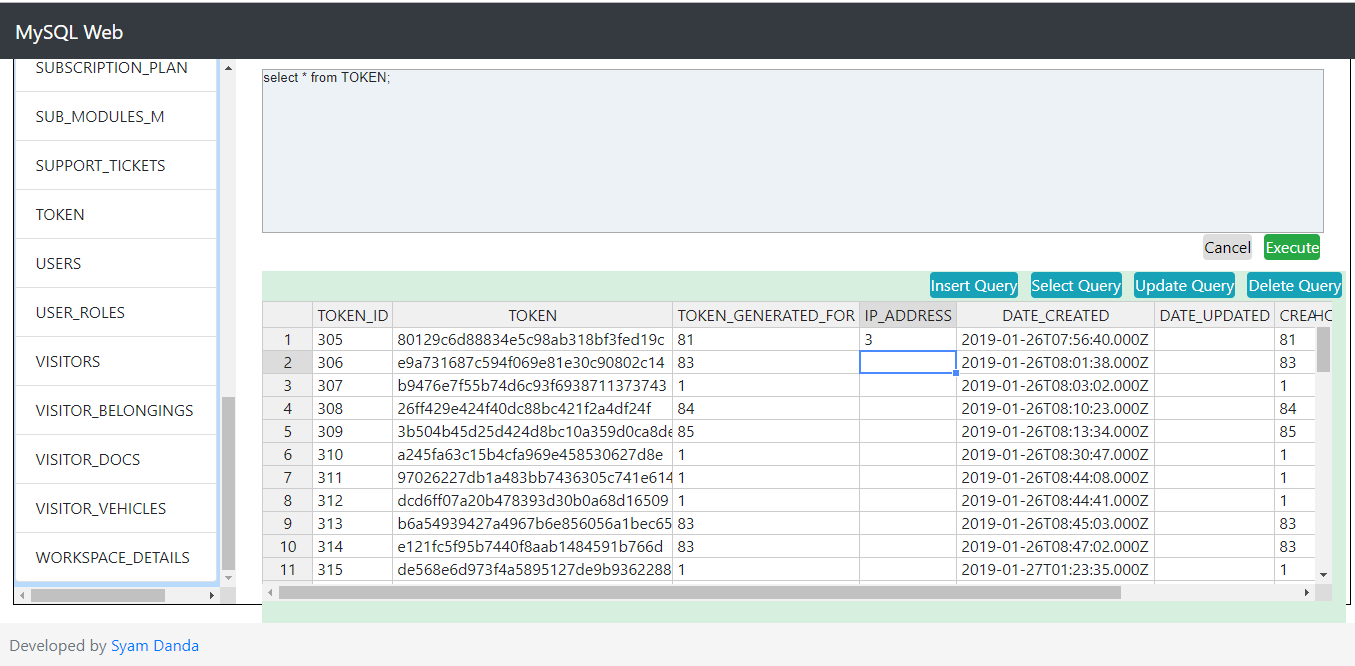 MySQL Web
SUBSCRIPTION_PLAN
SUB_MODULES_M
SUPPORT_TICKETS
TOKEN
USERS
USER_ROLES
VISITORS
VISITOR_BELONGINGS
VISITOR_DOCS
VISITOR_VEHICLES
WORKSPACE_DETAILS
select * from TOKEN;
Cancel Execute
Insert Query Select Query Update Query Delete Query
TOKEN_ID TOKEN TOKEN_GENERATED_FOR IP_ADDRESS DATE_CREATED DATE_UPDATED
1 305 80129c6d88834e5c98ab318bf3fed19c 81 3 2019-01-26T07:56:40.000Z 81
2 306 e9a731687c594f069e81e30c90802c14 83 2019-01-26T08:01:38.000Z 83
3 307 b9476e7f55b74d6c93f6938711373743 1 2019-01-26T08:03:02.000Z 1
4 308 26ff429e424f40dc88bc421f2a4df24f 84 2019-01-26T08:10:23.000Z 84
5 309 3b504b45d25d424d8bc10a359d0ca8de 85 2019-01-26T08:13:34.000Z 85
6 310 a245fa63c15b4cfa969e458530627d8e 1 2019-01-26T08:30:47.000Z 1
7 311 97026227db1a483bb7436305c741e614 1 2019-01-26T08:44:08.000Z 1
8 312 dcd6ff07a20b478393d30b0a68d16509 1 2019-01-26T08:44:41.000Z 1
9 313 b6a54939427a4967b6e856056a1bec65 83 2019-01-26T08:45:03.000Z 83
10 314 e121fc5f95b7440f8aab1484591b766d 83 2019-01-26T08:47:02.000Z 83
11 315 de568e6d973f4a5895127de9b9362288 1 2019-01-27T01:23:35.000Z 1
Developed by Syam Danda